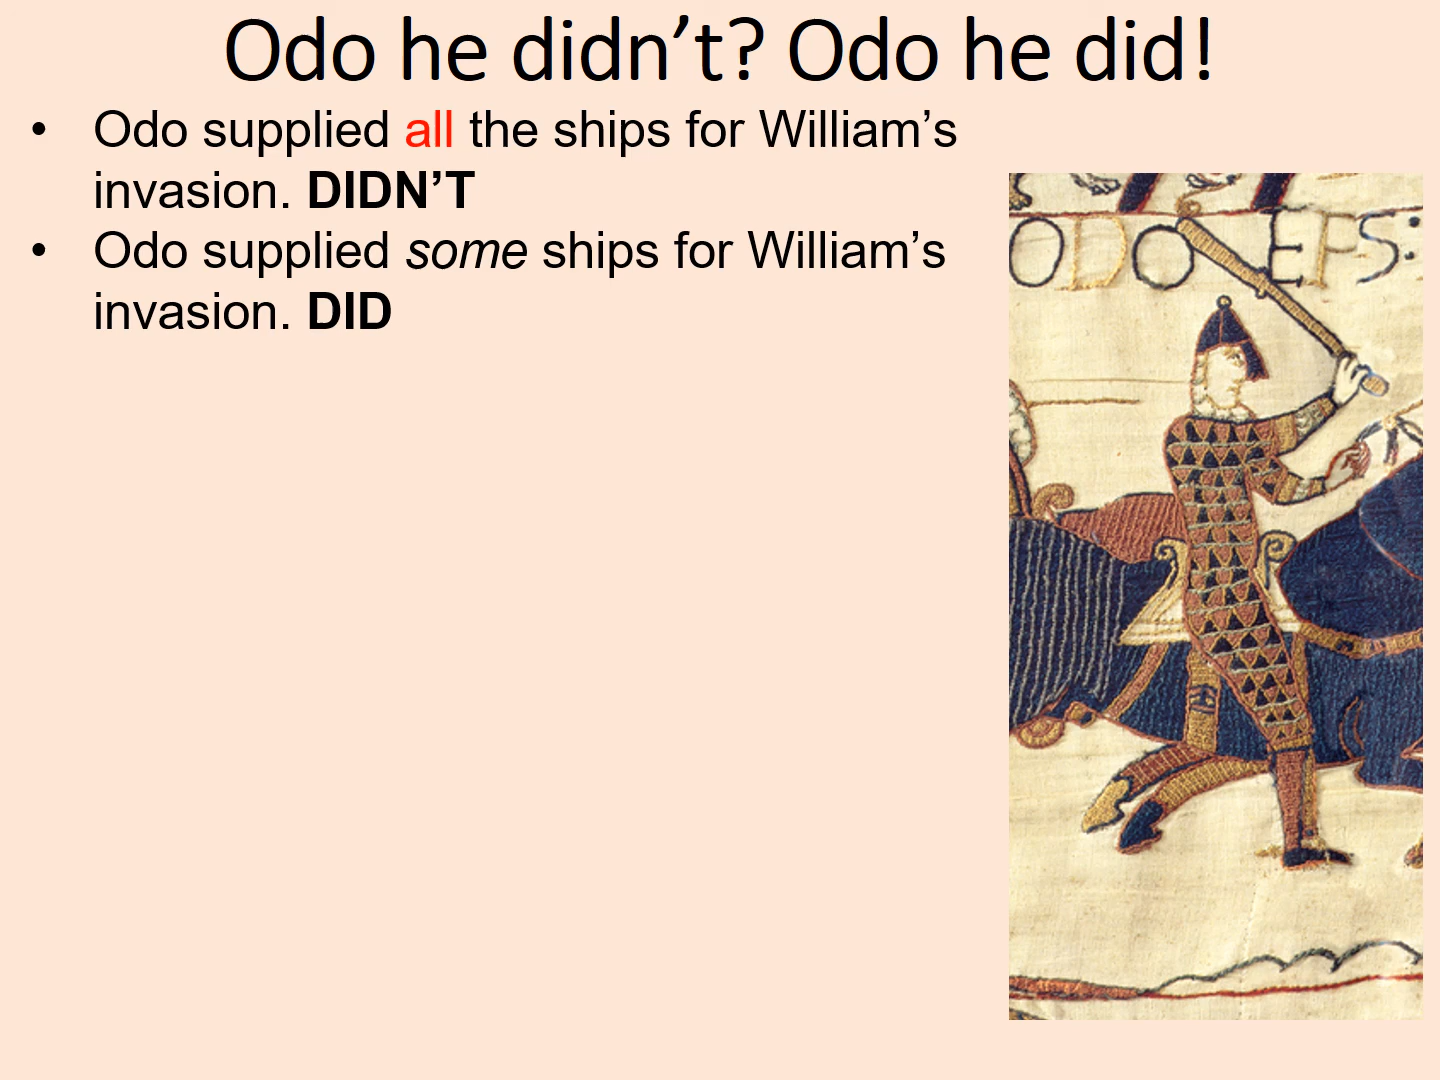 Odo he didn’t? Odo he did!
• Odo supplied all the ships for William’s
invasion. DIDN’T
• Odo supplied some ships for William’s
invasion. DID
ODO EPS: